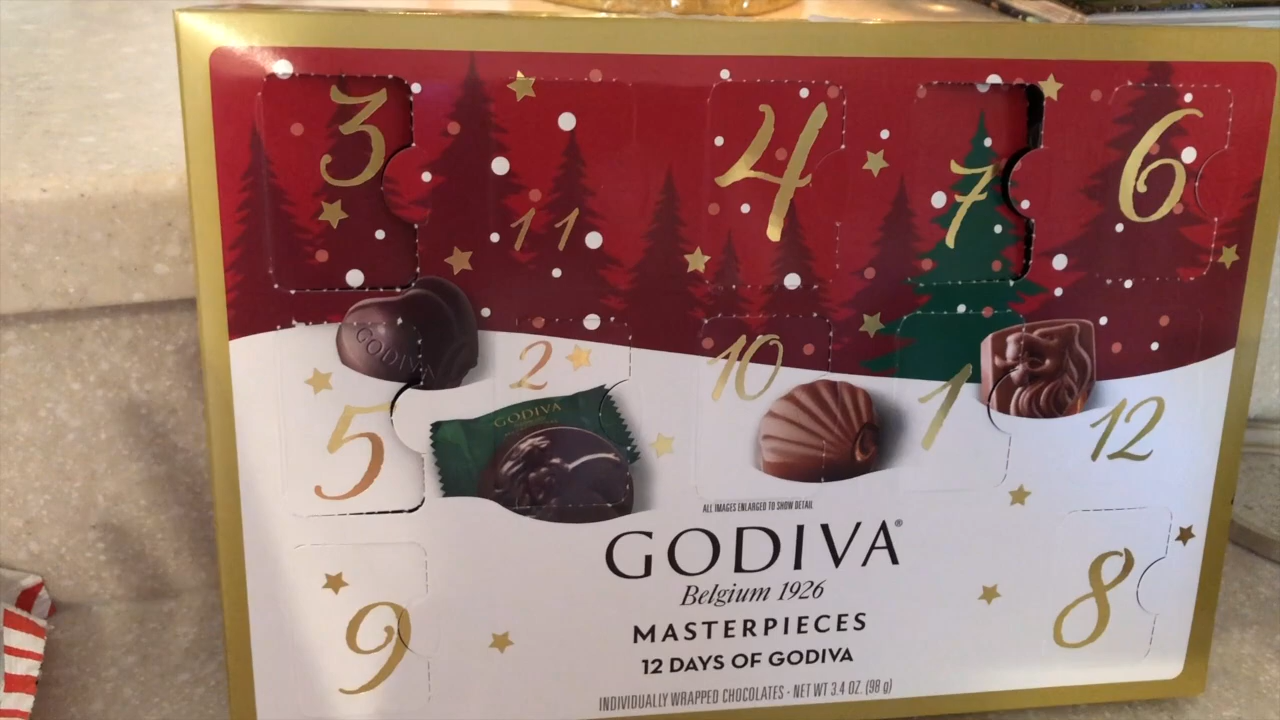 3
4
7
6
11
GODIVA
2
10
1
5
GODIVA
12
ALL IMAGES ENLARGED TO SHOW DETAIL
GODIVA®
Belgium 1926
9
8
MASTERPIECES
12 DAYS OF GODIVA
INDIVIDUALLY WRAPPED CHOCOLATES - NET WT 3.4 OZ. (98 g)